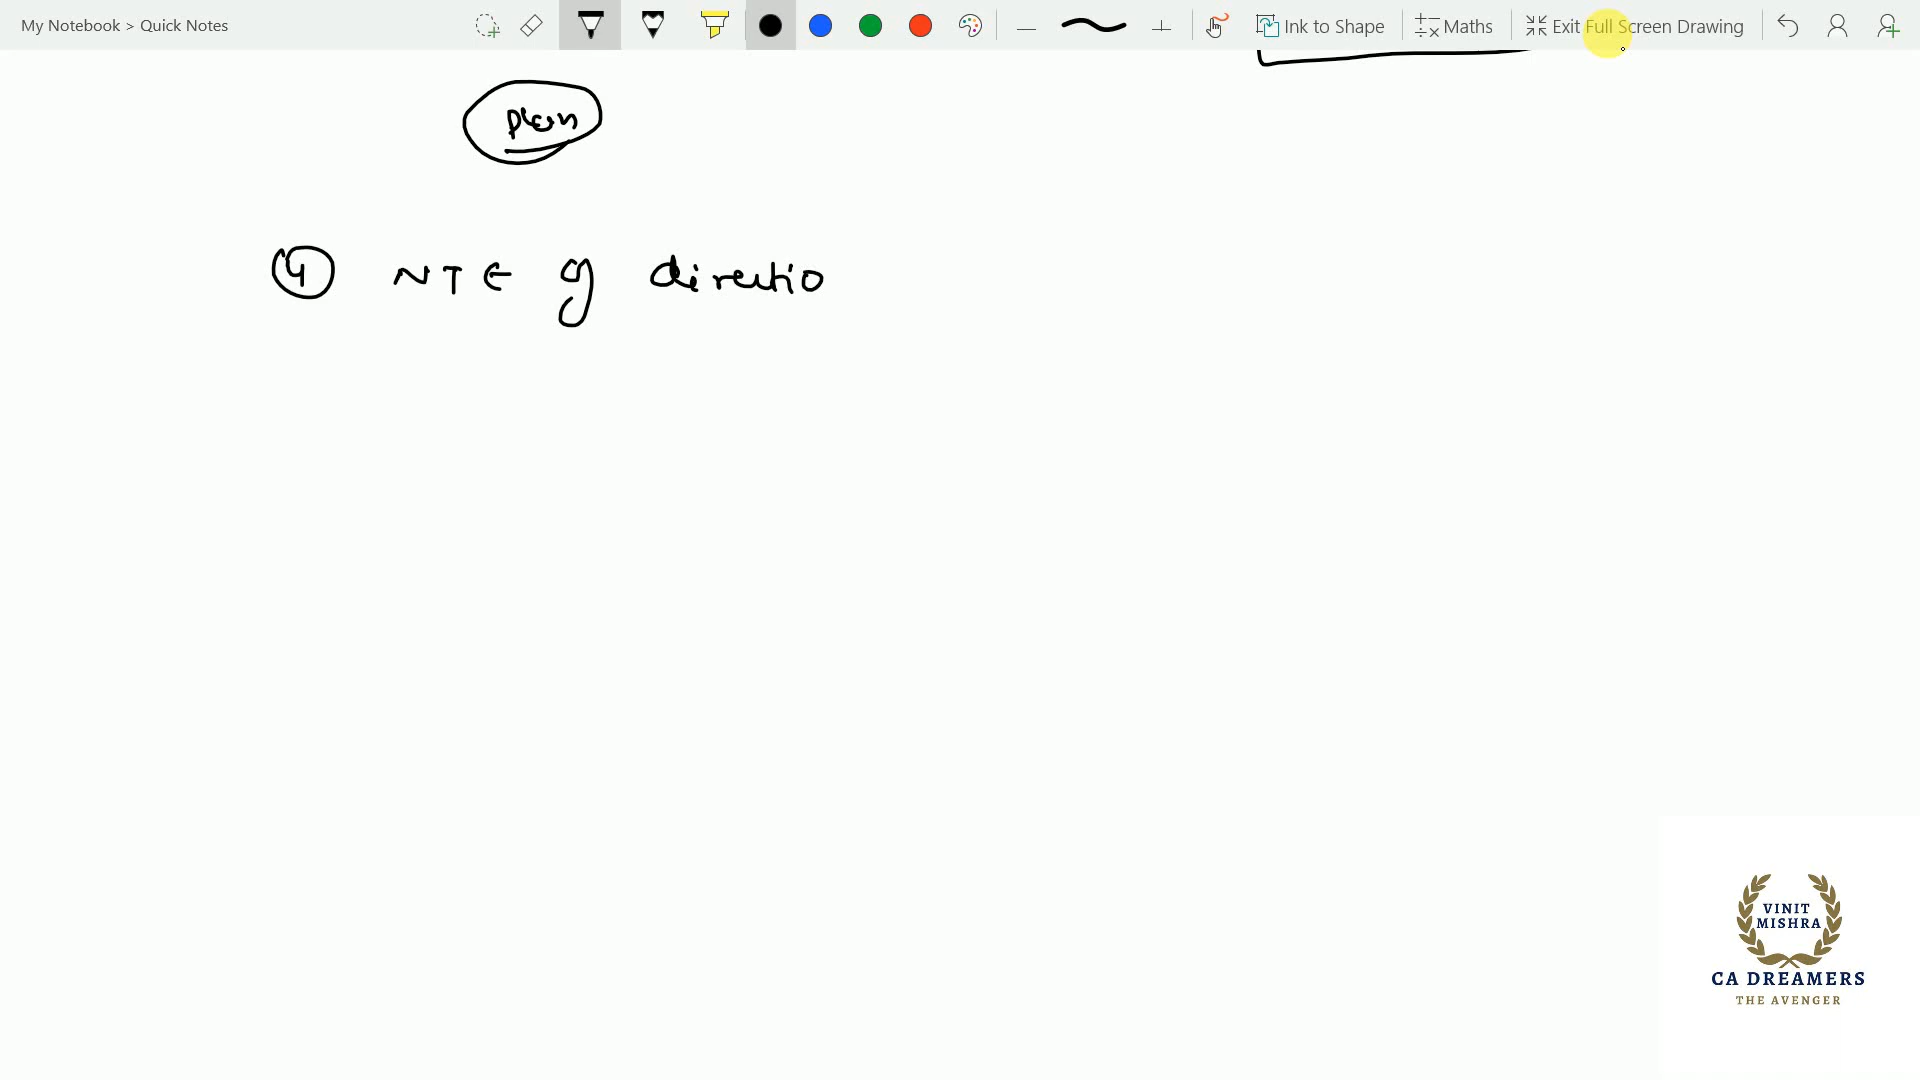 My Notebook > Quick Notes
Ink to Shape
Maths
Exit Full Screen Drawing
Plan
4 NTE of directio
VINIT
MISHRA
CA DREAMERS
THE AVENGER